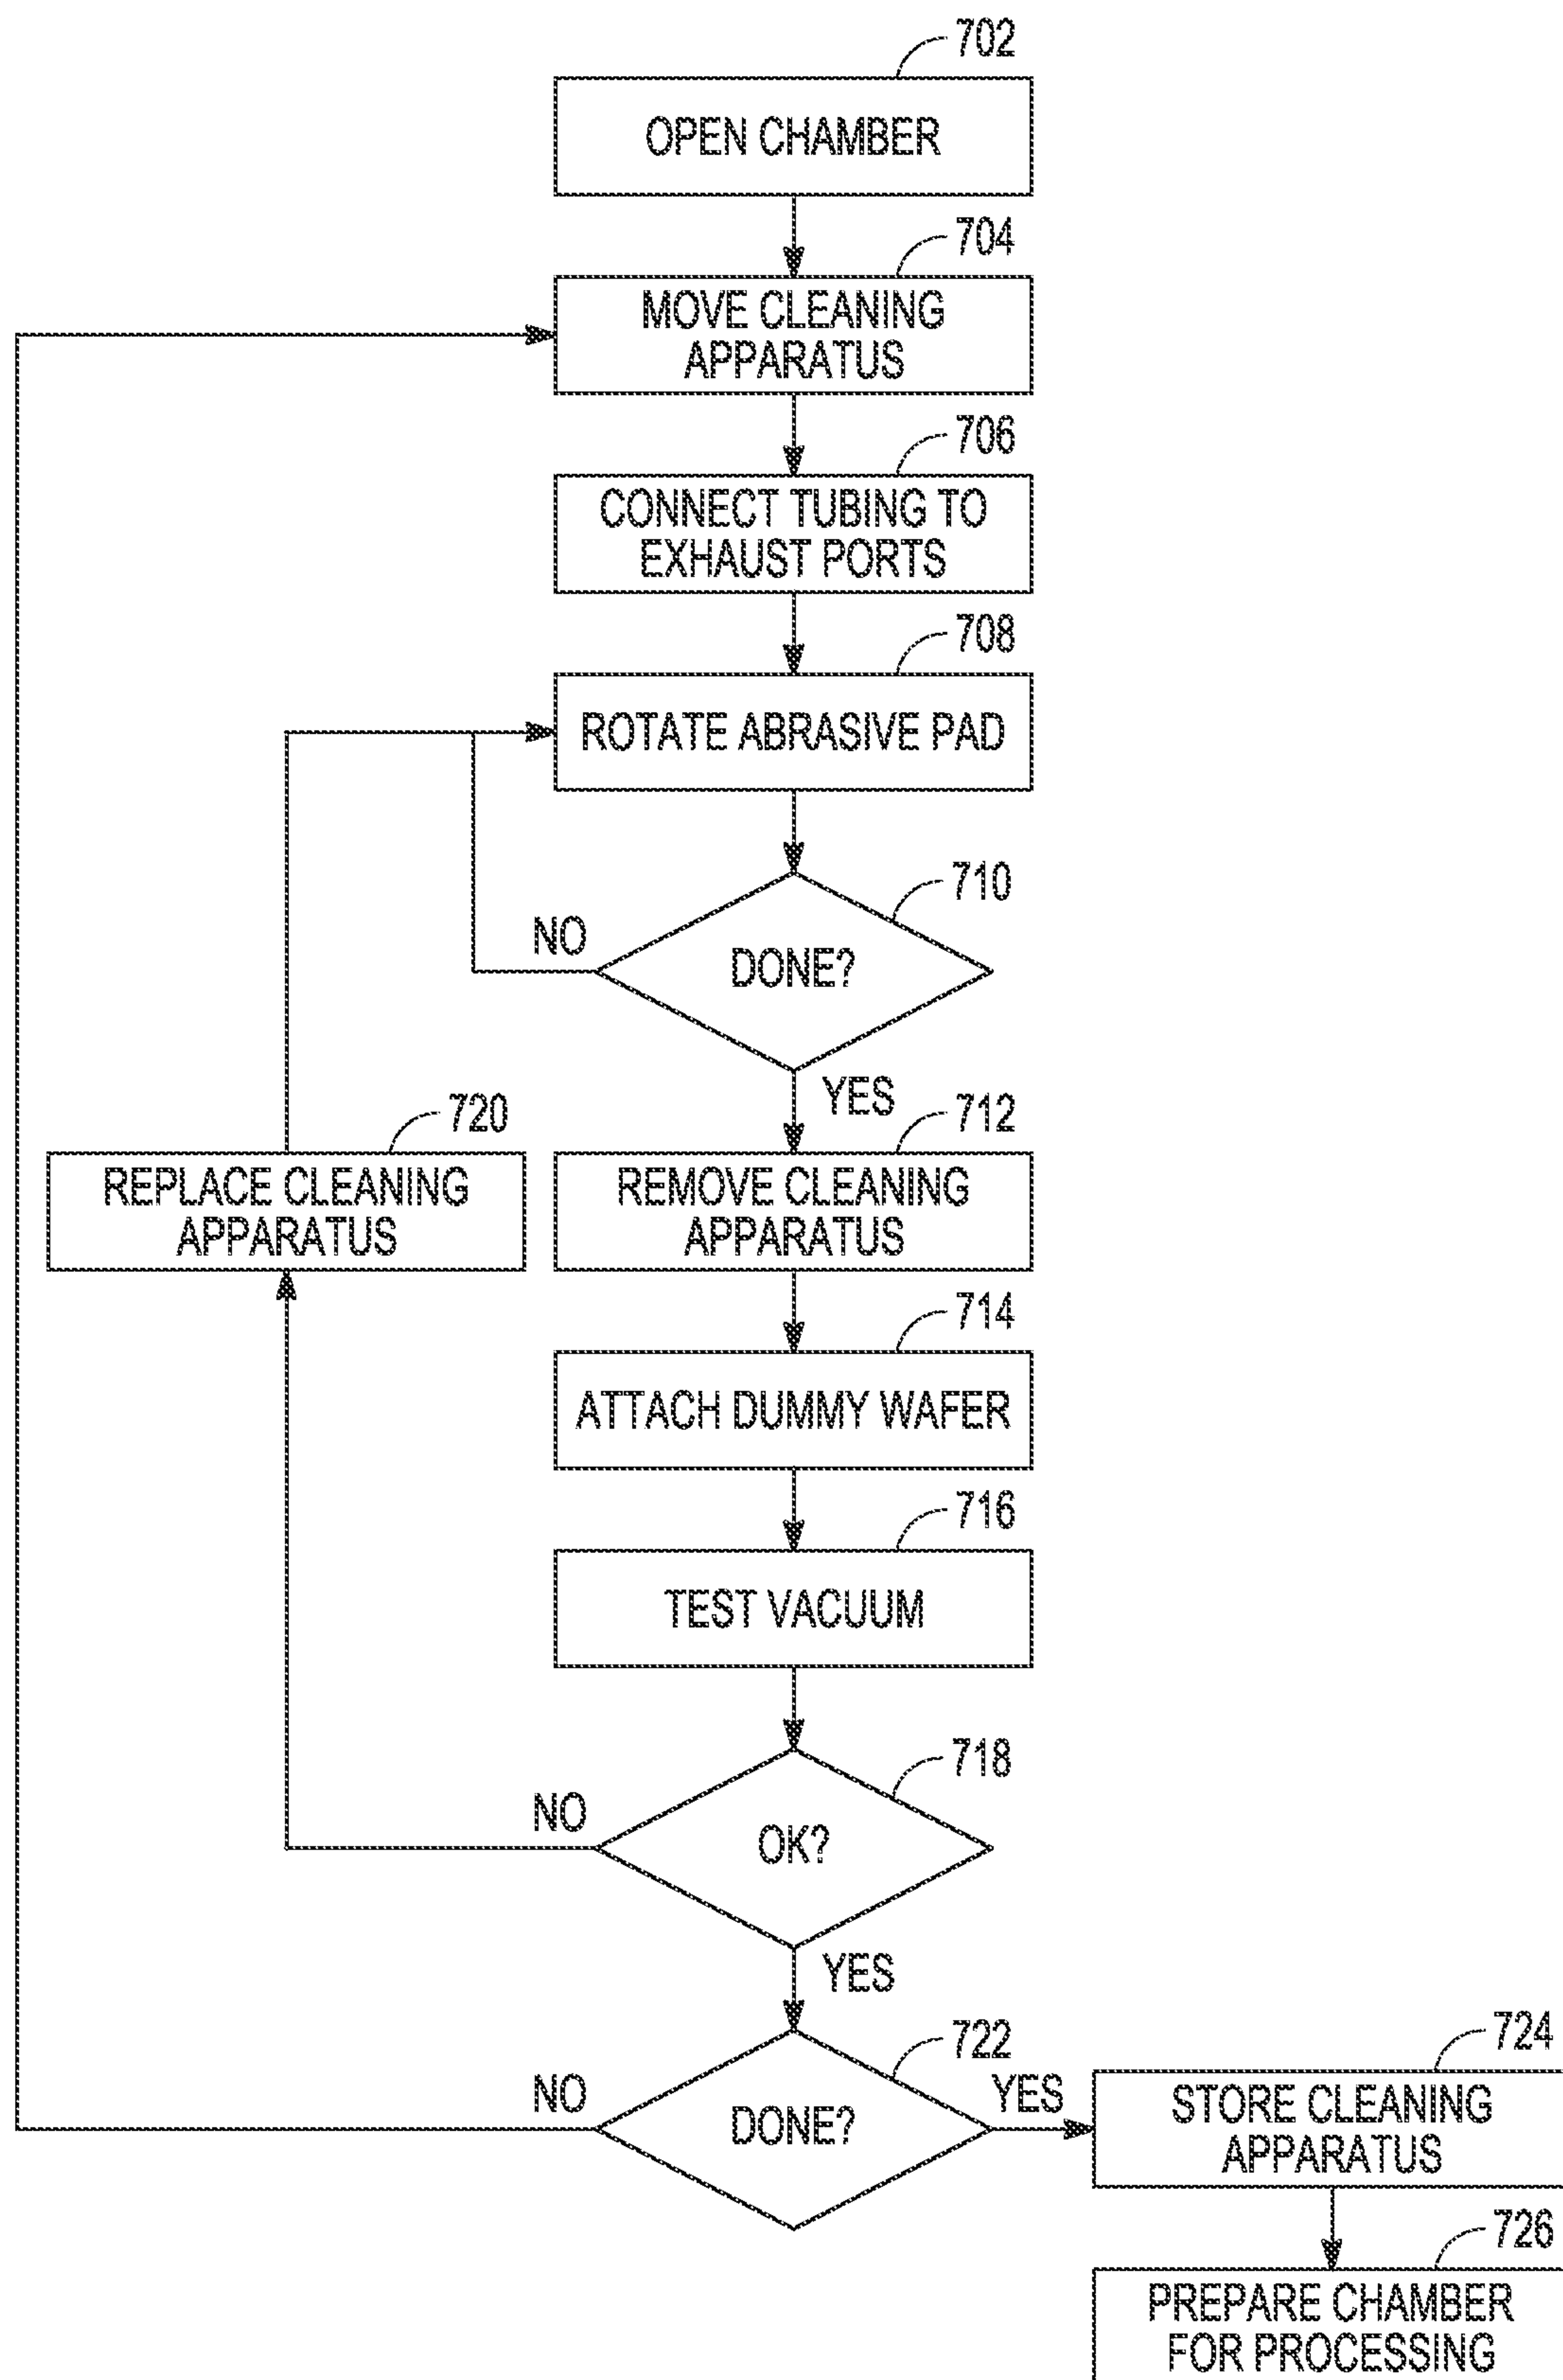 702
OPEN CHAMBER
704
MOVE CLEANING
APPARATUS
706
CONNECT TUBING TO
EXHAUST PORTS
708
ROTATE ABRASIVE PAD
710
NO
DONE?
YES
720
712
REPLACE CLEANING
APPARATUS
REMOVE CLEANING
APPARATUS
714
ATTACH DUMMY WAFER
716
TEST VACUUM
718
NO
OK?
YES
722
724
NO
DONE?
YES
STORE CLEANING
APPARATUS
726
PREPARE CHAMBER
FOR PROCESSING